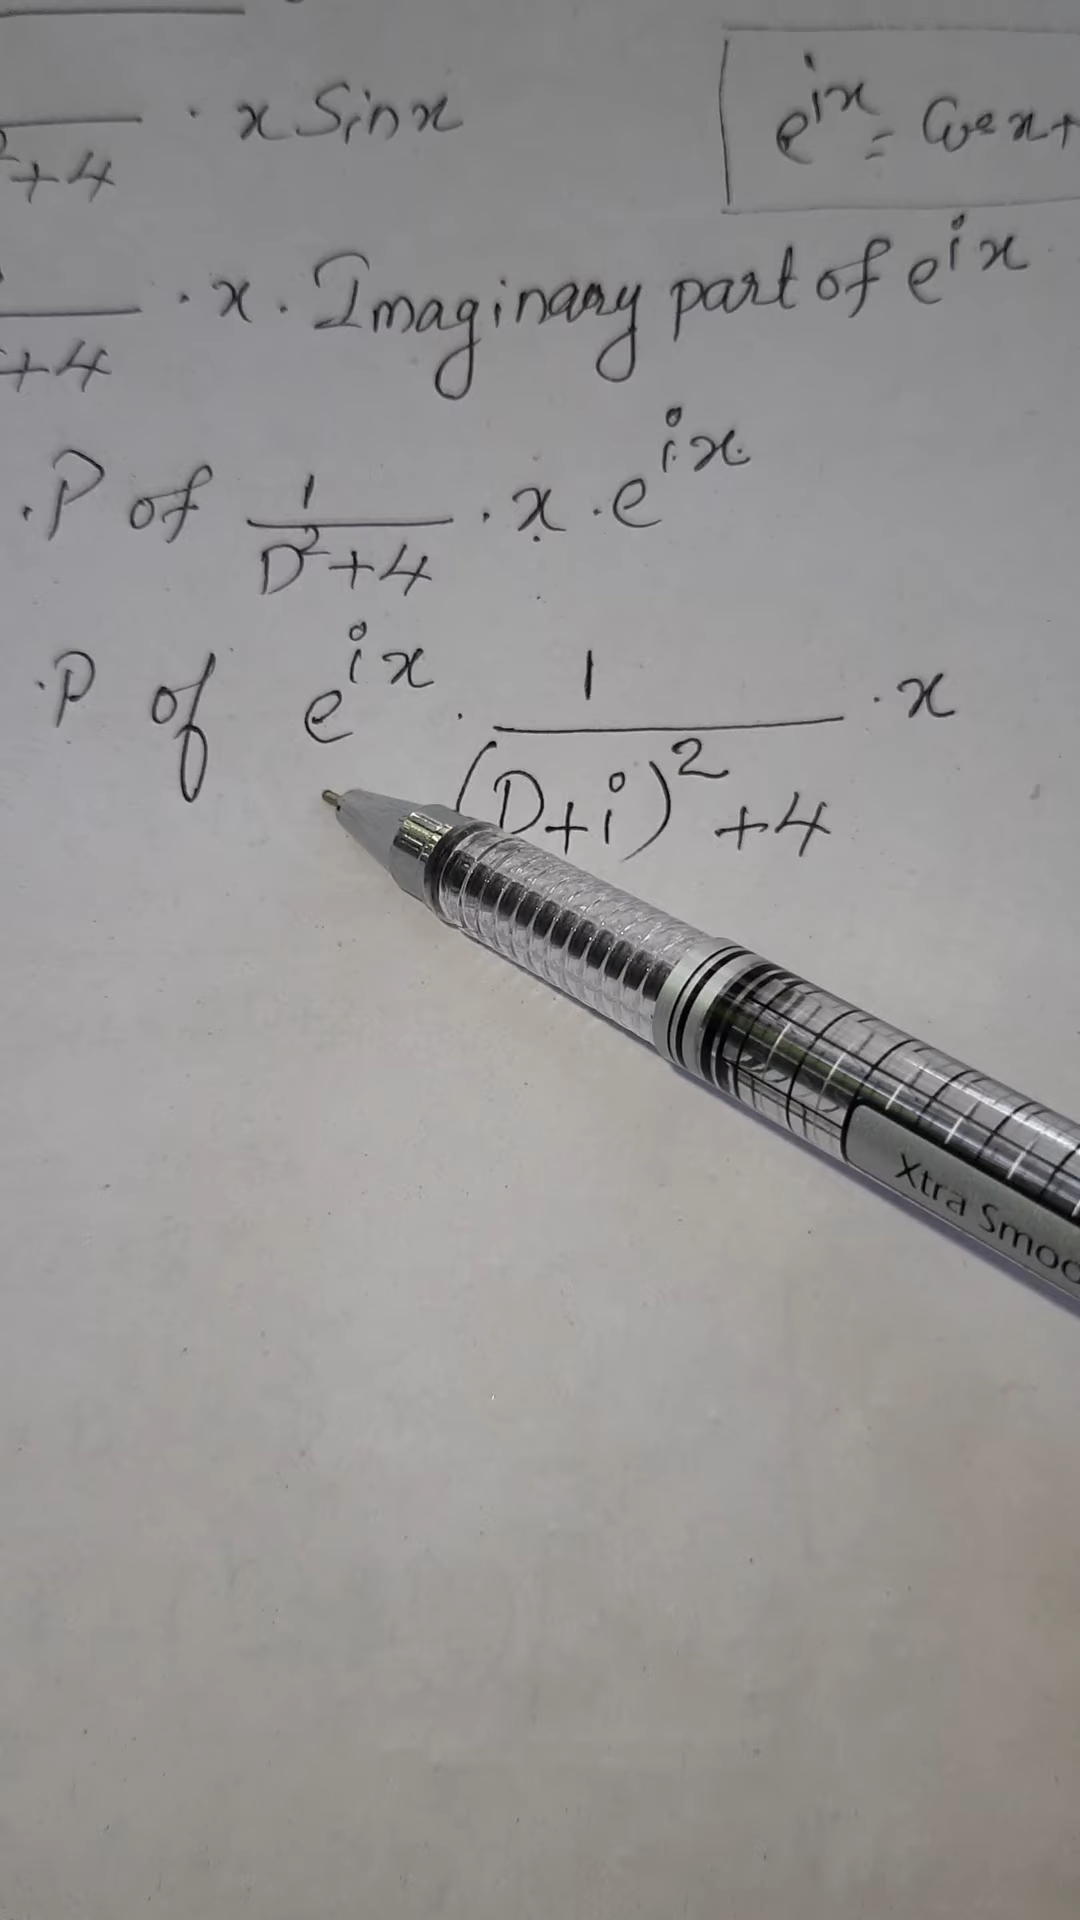 ²+4 · x Sin x
e^{ix} = Cos x +
+4 · x · Imaginary part of e^{ix}
.P of 1/(D²+4) · x · e^{ix}
.P of e^{ix} · 1/((D+i)²+4) · x
Xtra Smoo